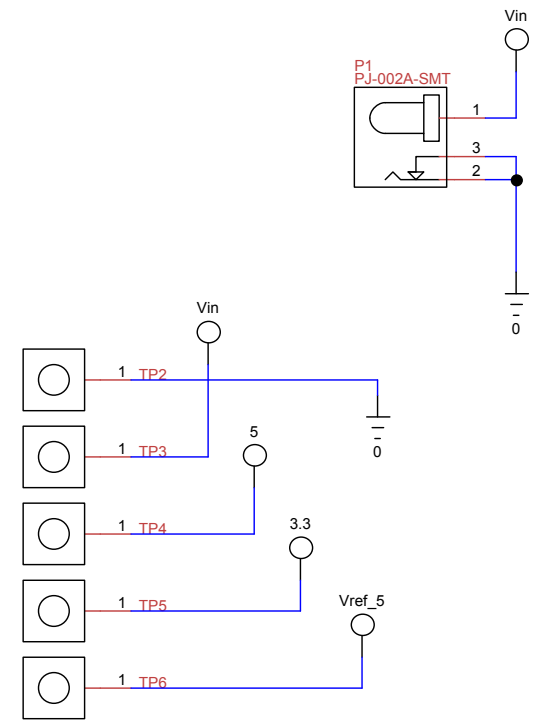 Vin
P1
PJ-002A-SMT
1
3
2
0
Vin
1 TP2
1 TP3
0
5
1 TP4
3.3
1 TP5
Vref_5
1 TP6